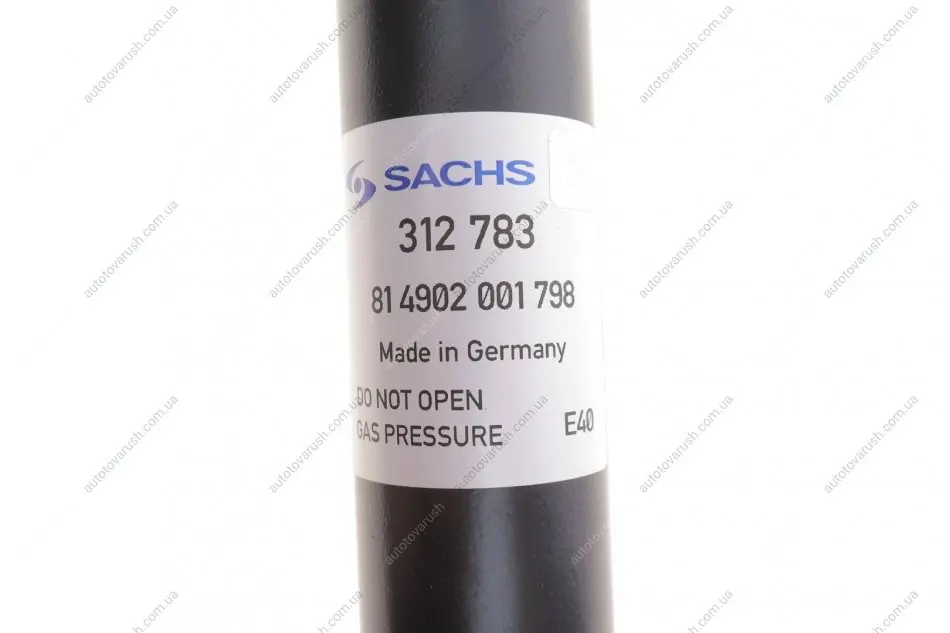 SACHS
312 783
81 4902 001 798
Made in Germany
DO NOT OPEN
GAS PRESSURE E40
autotovarush.com.ua